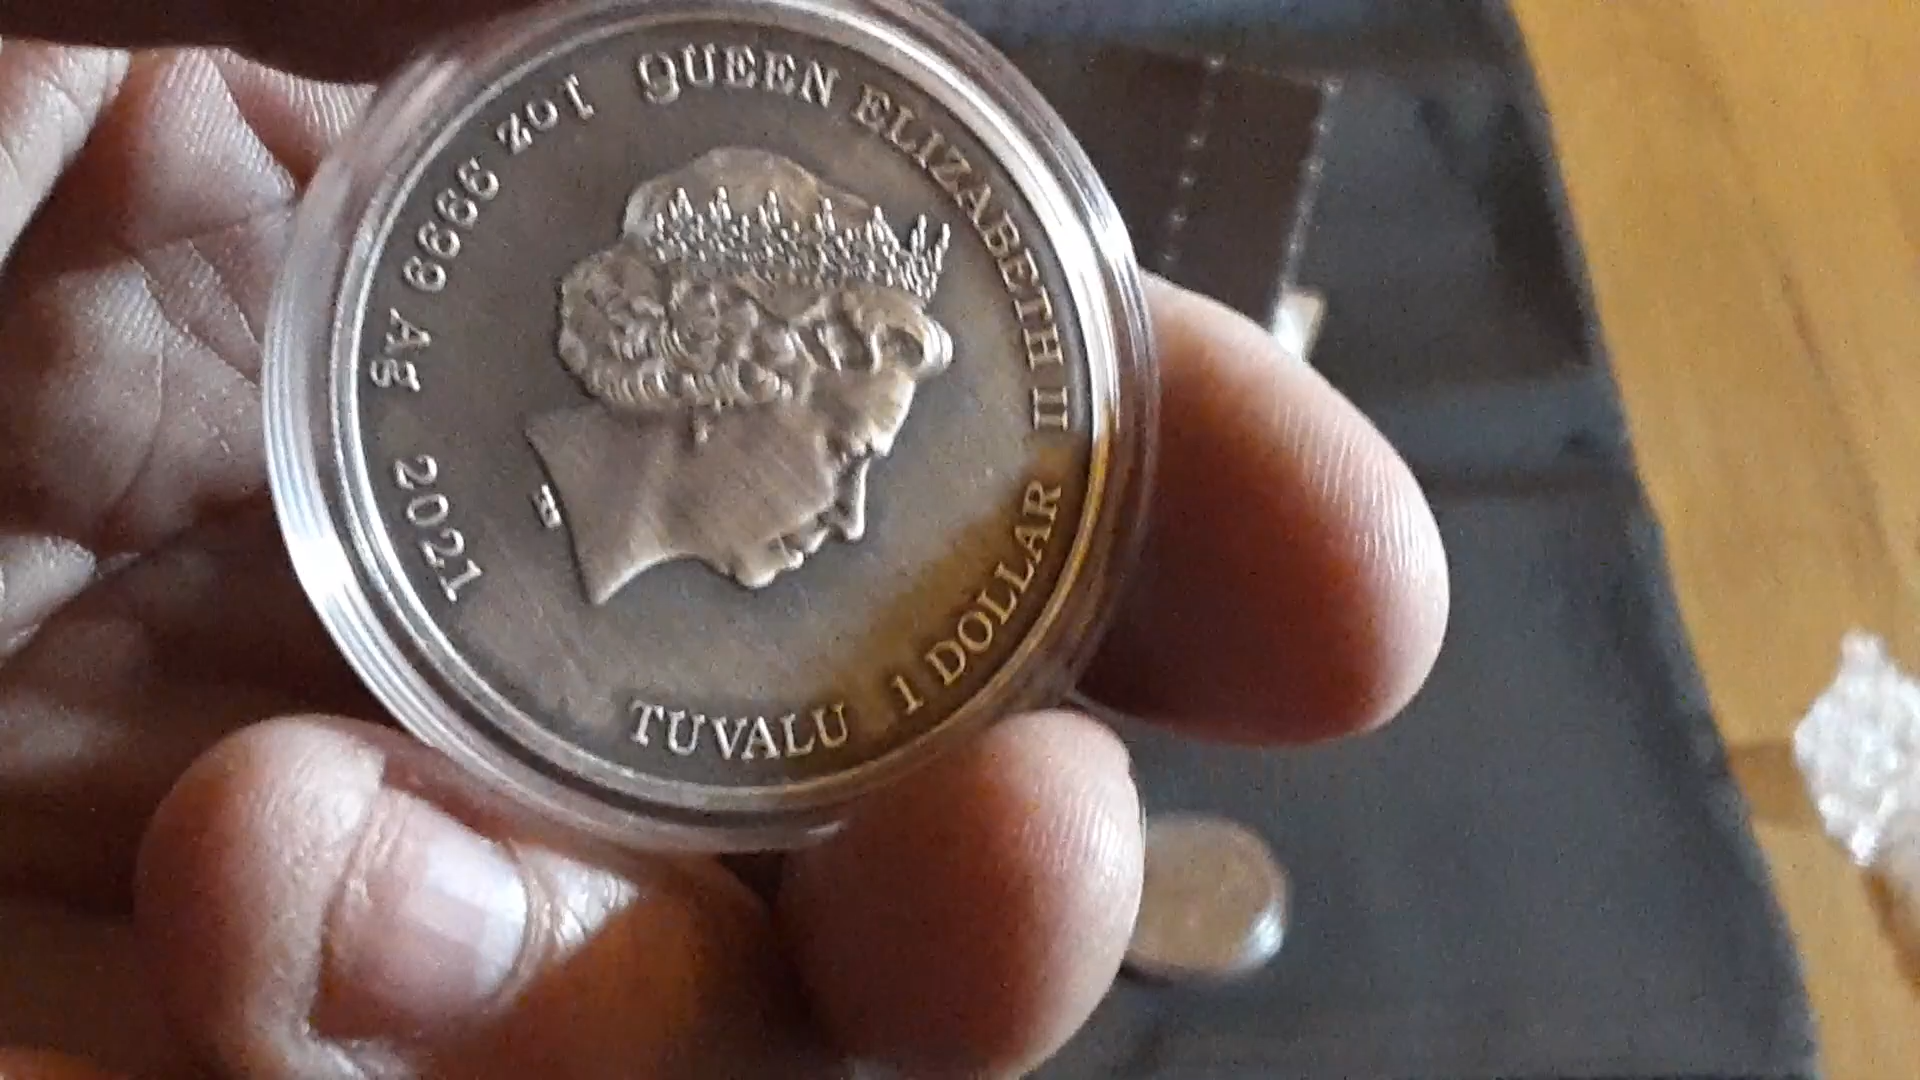 QUEEN ELIZABETH II
TUVALU 1 DOLLAR
2021
1oz 9999 Ag